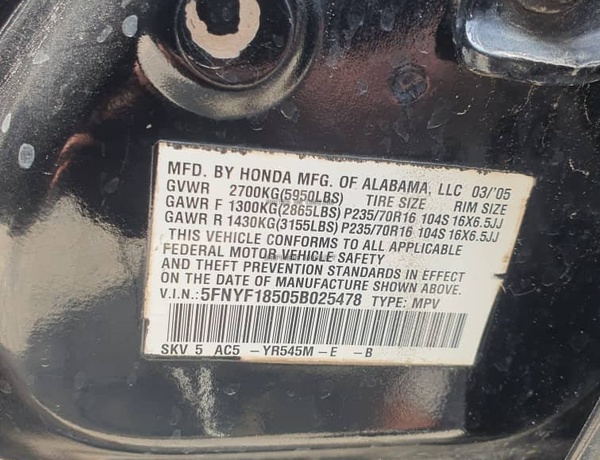 MFD. BY HONDA MFG. OF ALABAMA, LLC 03/'05
GVWR 2700KG(5950LBS) TIRE SIZE RIM SIZE
GAWR F 1300KG(2865LBS) P235/70R16 104S 16X6.5JJ
GAWR R 1430KG(3155LBS) P235/70R16 104S 16X6.5JJ
THIS VEHICLE CONFORMS TO ALL APPLICABLE
FEDERAL MOTOR VEHICLE SAFETY
AND THEFT PREVENTION STANDARDS IN EFFECT
ON THE DATE OF MANUFACTURE SHOWN ABOVE.
V.I.N.: 5FNYF18505B025478 TYPE: MPV
SKV 5 AC5 -YR545M-E -B